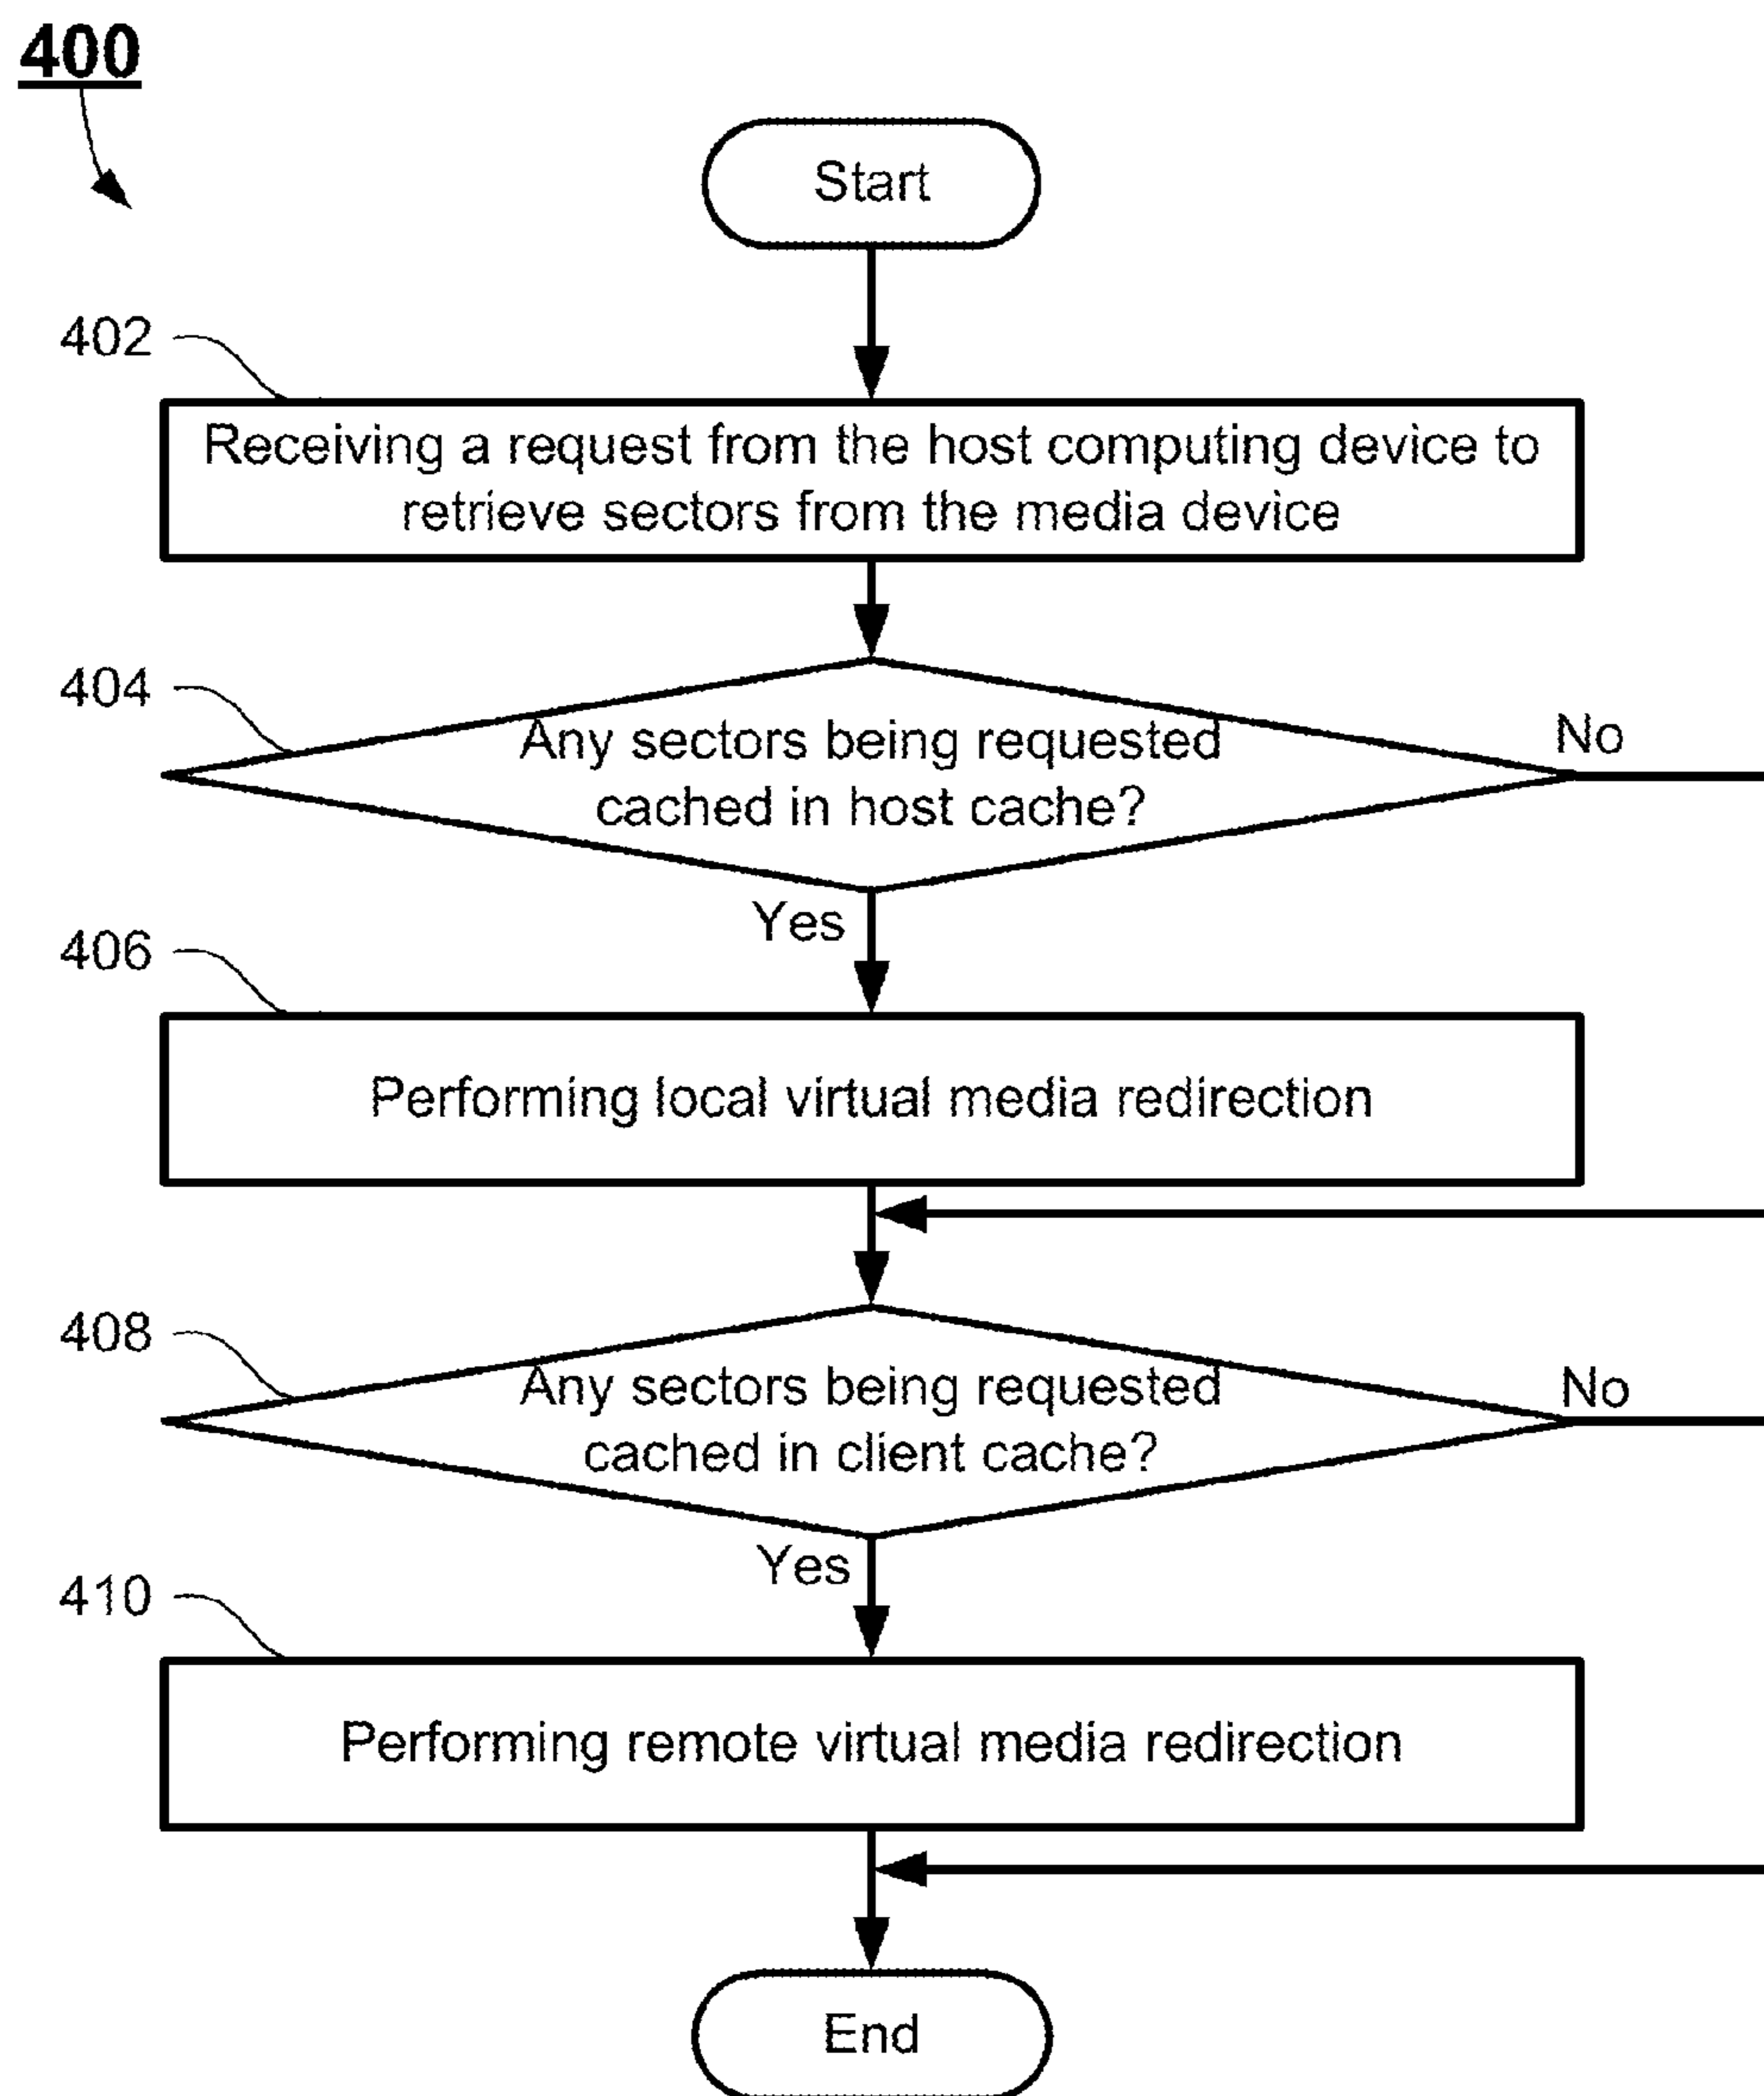 400
Start
402
Receiving a request from the host computing device to
retrieve sectors from the media device
404
Any sectors being requested
cached in host cache?
No
Yes
406
Performing local virtual media redirection
408
Any sectors being requested
cached in client cache?
No
Yes
410
Performing remote virtual media redirection
End